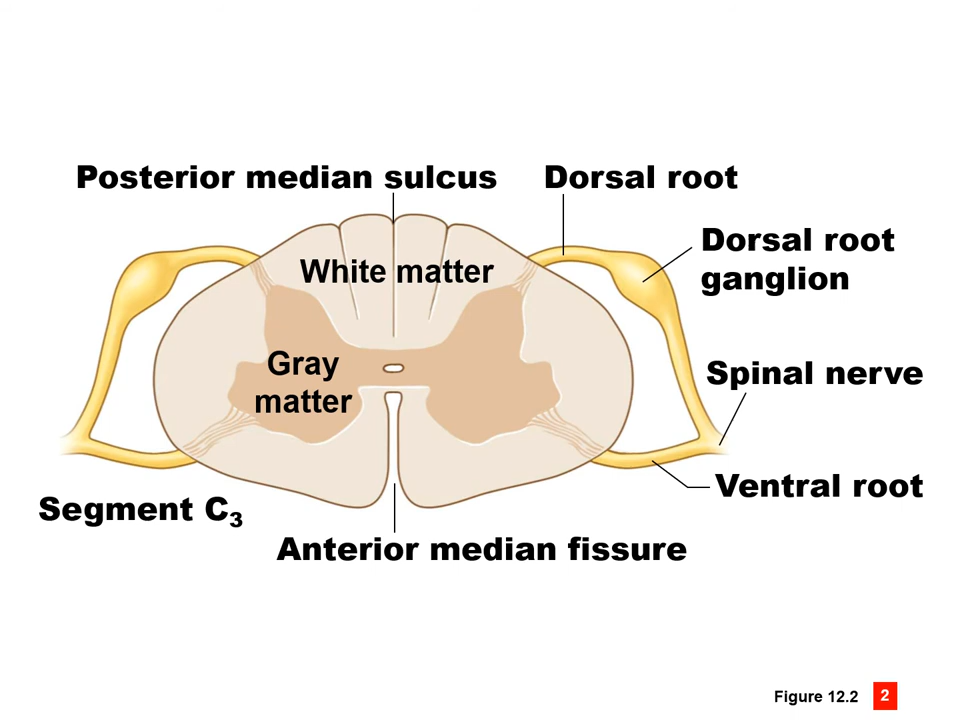 Posterior median sulcus
Dorsal root
Dorsal root
ganglion
White matter
Gray
matter
Spinal nerve
Ventral root
Segment C₃
Anterior median fissure
Figure 12.2
2